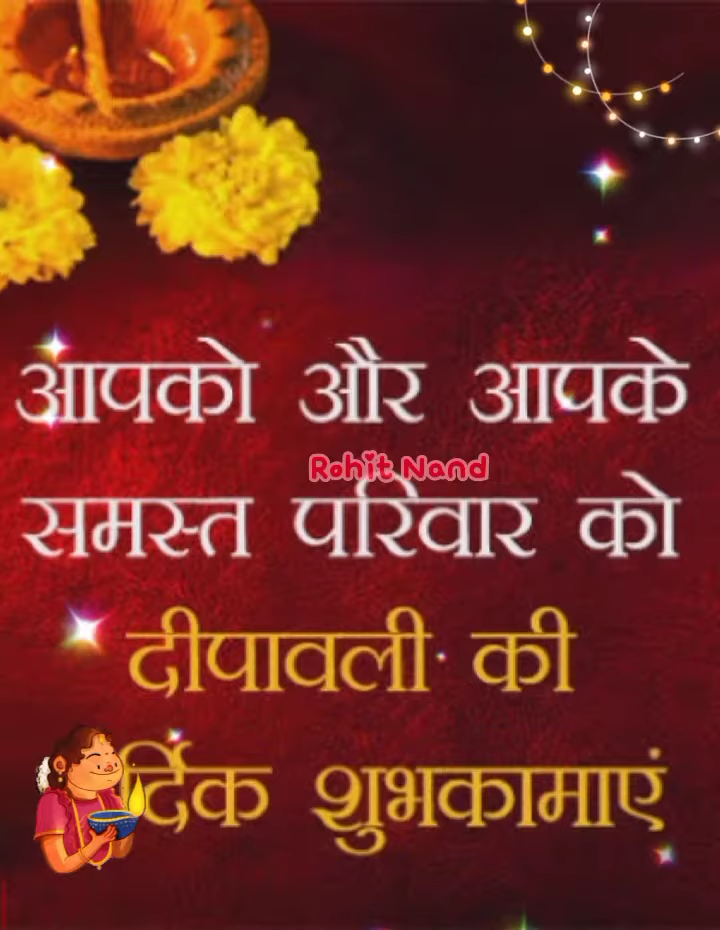 आपको और आपके
Rohit Nand
समस्त परिवार को
दीपावली की
र्दिक शुभकामाएं